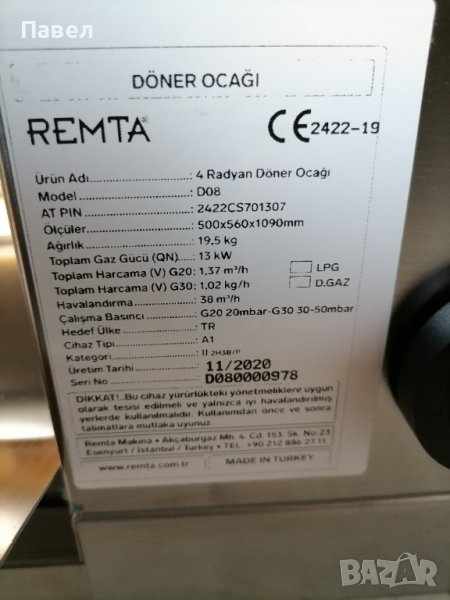 Павел
DÖNER OCAĞI
REMTA CE 2422-19
Ürün Adı : 4 Radyan Döner Ocağı
Model : D08
AT PIN : 2422CS701307
Ölçüler : 500x560x1090mm
Ağırlık : 19,5 kg
Toplam Gaz Gücü (QN) : 13 kW
Toplam Harcama (V) G20 : 1,37 m³/h LPG
Toplam Harcama (V) G30 : 1,02 kg/h D.GAZ
Havalandırma : 38 m³/h
Çalışma Basıncı : G20 20mbar-G30 30-50mbar
Hedef Ülke : TR
Cihaz Tipi : A1
Kategori : II 2H3B/P
Üretim Tarihi : 11/2020
Seri No : D080000978
DİKKAT!..Bu cihaz yürürlükteki yönetmeliklere uygun
olarak tesisi edilmeli ve yalnızca iyi havalandırılmış
yerlerde kullanılmalıdır. Kullanımdan önce ve sonra
talimatlara mutlaka uyunuz.
Remta Makina • Akçaburgaz Mh. 4. Cd. 153. Sk. No.23
Esenyurt / Istanbul / Turkey • TEL: +90 212 886 27 11
www.remta.com.tr MADE IN TURKEY
BAZAR